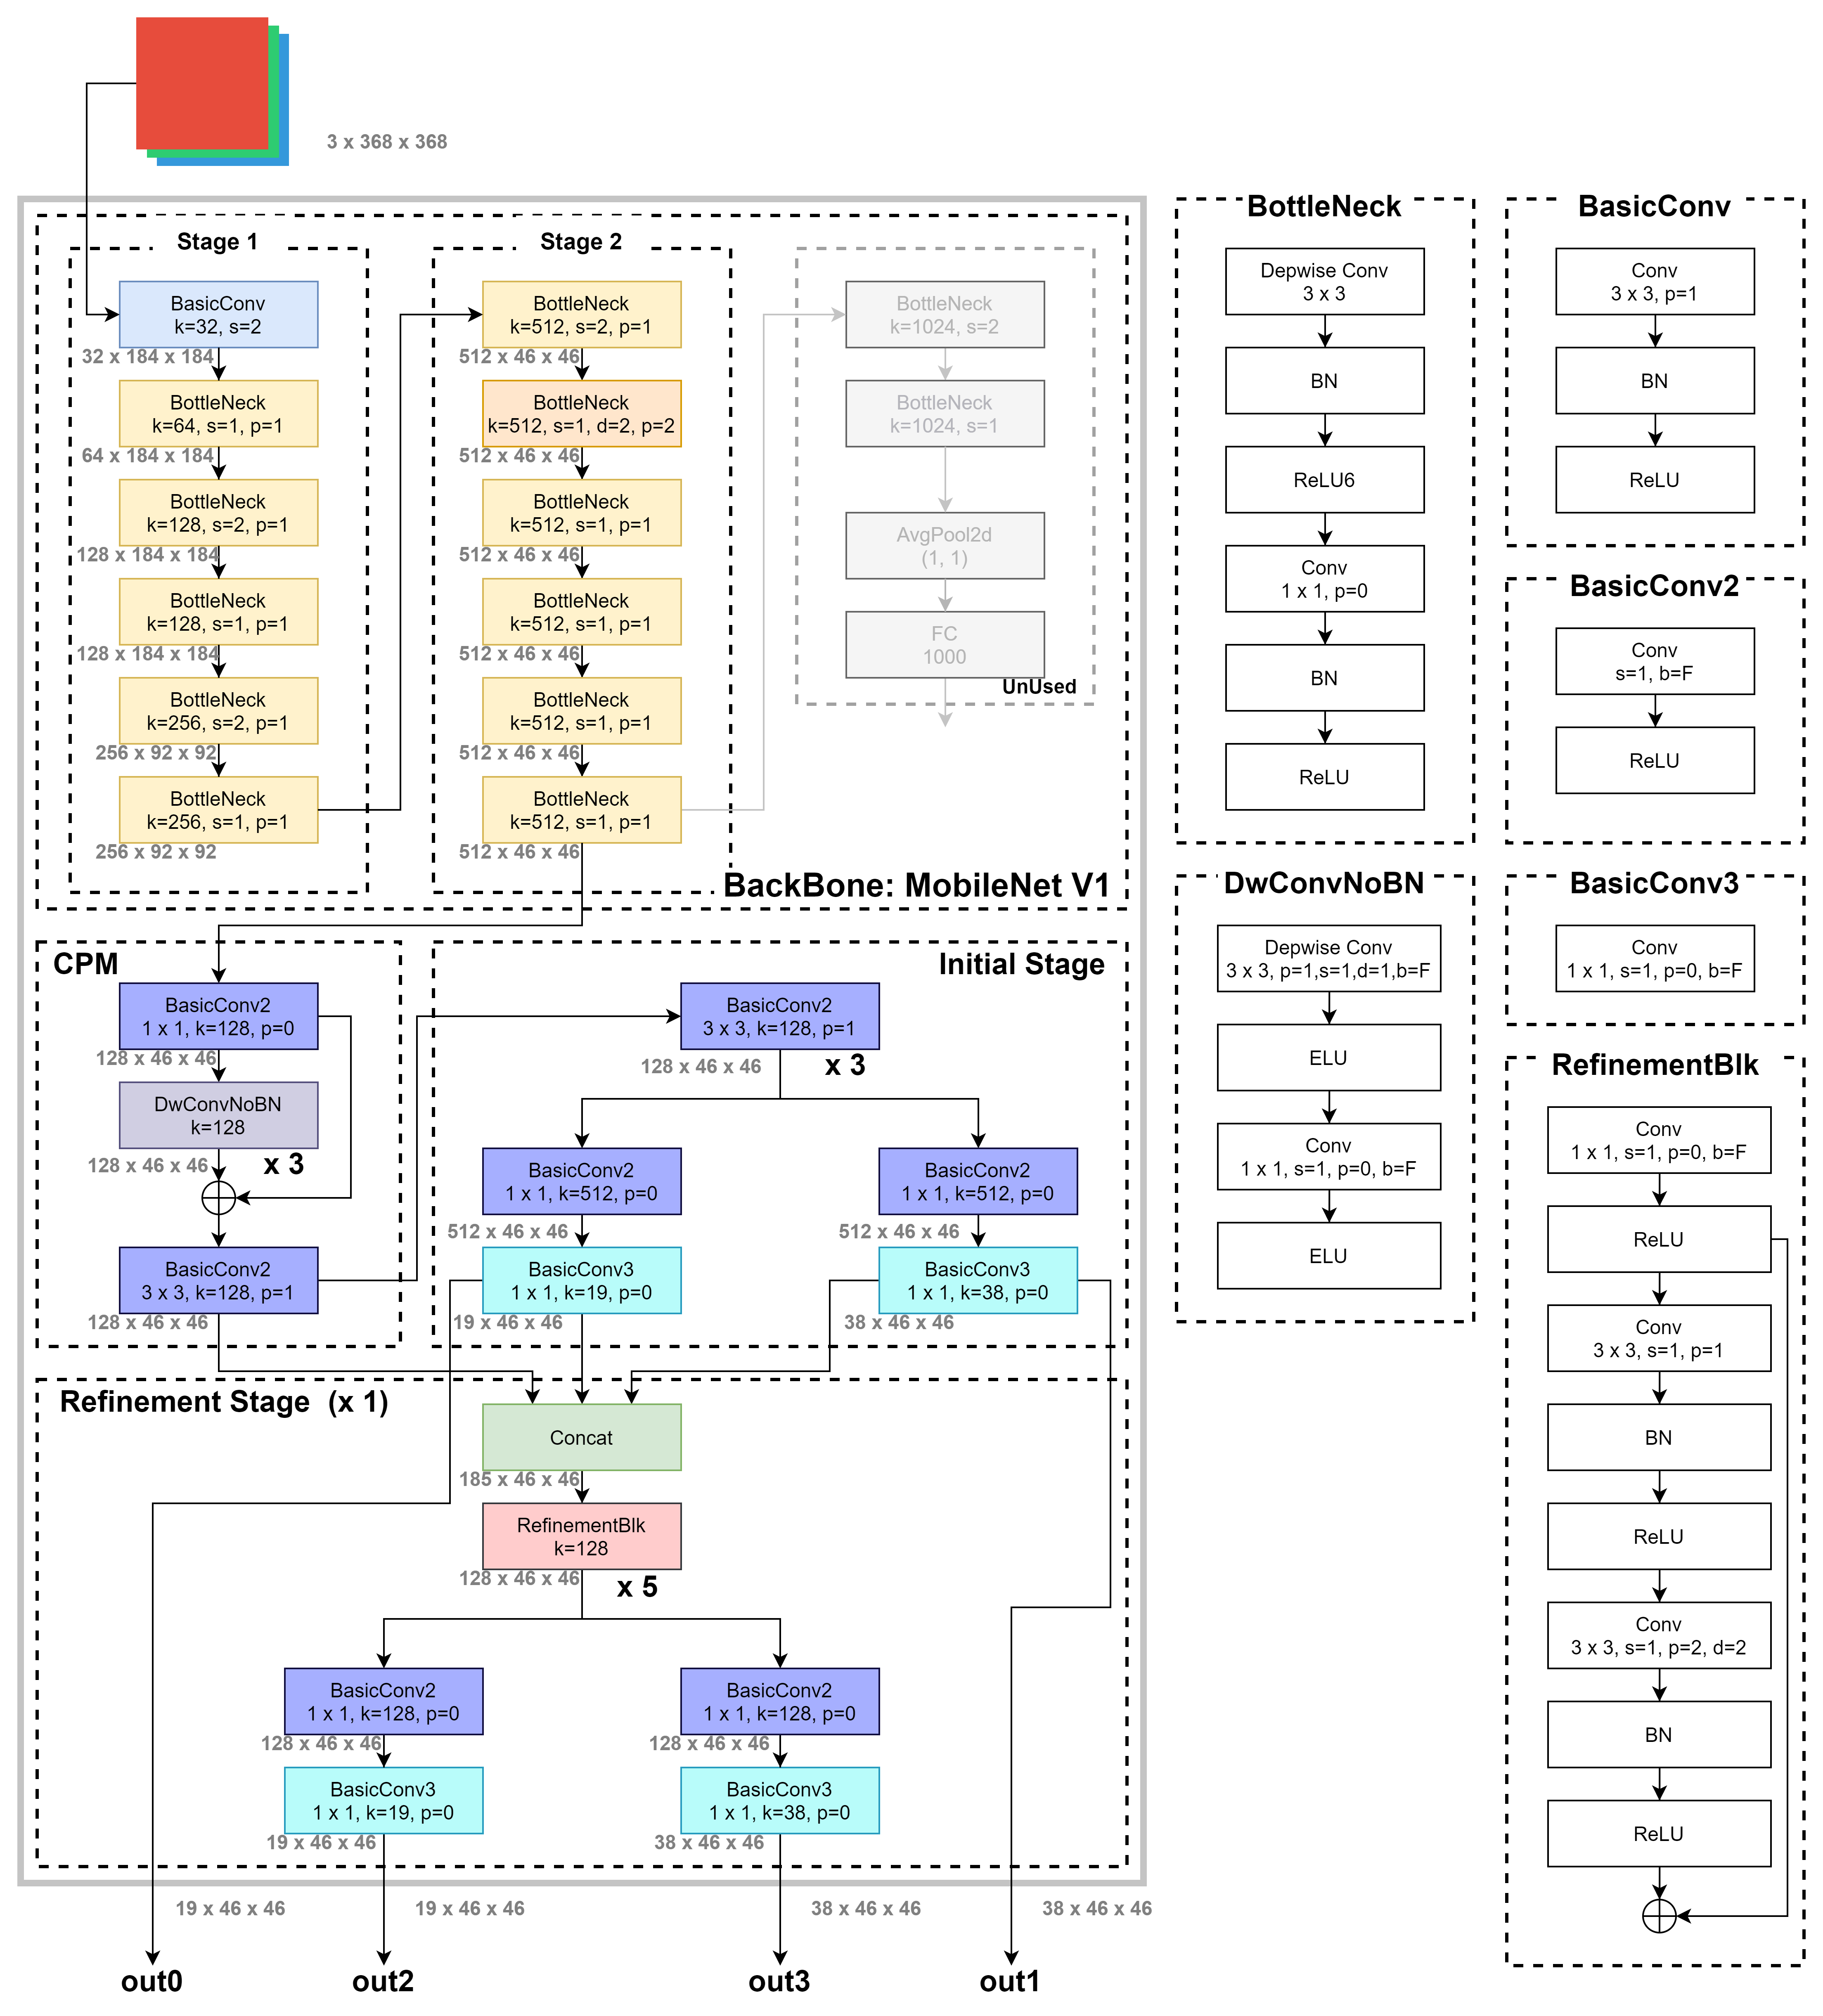 3 x 368 x 368
Stage 1
BasicConv
k=32, s=2
32 x 184 x 184
BottleNeck
k=64, s=1, p=1
64 x 184 x 184
BottleNeck
k=128, s=2, p=1
128 x 184 x 184
BottleNeck
k=128, s=1, p=1
128 x 184 x 184
BottleNeck
k=256, s=2, p=1
256 x 92 x 92
BottleNeck
k=256, s=1, p=1
256 x 92 x 92
Stage 2
BottleNeck
k=512, s=2, p=1
512 x 46 x 46
BottleNeck
k=512, s=1, d=2, p=2
512 x 46 x 46
BottleNeck
k=512, s=1, p=1
512 x 46 x 46
BottleNeck
k=512, s=1, p=1
512 x 46 x 46
BottleNeck
k=512, s=1, p=1
512 x 46 x 46
BottleNeck
k=512, s=1, p=1
512 x 46 x 46
BottleNeck
k=1024, s=2
BottleNeck
k=1024, s=1
AvgPool2d
(1, 1)
FC
1000
UnUsed
BackBone: MobileNet V1
CPM
BasicConv2
1 x 1, k=128, p=0
128 x 46 x 46
DwConvNoBN
k=128
128 x 46 x 46
x 3
BasicConv2
3 x 3, k=128, p=1
128 x 46 x 46
Initial Stage
BasicConv2
3 x 3, k=128, p=1
128 x 46 x 46
x 3
BasicConv2
1 x 1, k=512, p=0
512 x 46 x 46
BasicConv3
1 x 1, k=19, p=0
19 x 46 x 46
BasicConv2
1 x 1, k=512, p=0
512 x 46 x 46
BasicConv3
1 x 1, k=38, p=0
38 x 46 x 46
Refinement Stage (x 1)
Concat
185 x 46 x 46
RefinementBlk
k=128
128 x 46 x 46
x 5
BasicConv2
1 x 1, k=128, p=0
128 x 46 x 46
BasicConv3
1 x 1, k=19, p=0
19 x 46 x 46
BasicConv2
1 x 1, k=128, p=0
128 x 46 x 46
BasicConv3
1 x 1, k=38, p=0
38 x 46 x 46
19 x 46 x 46
19 x 46 x 46
38 x 46 x 46
38 x 46 x 46
out0
out2
out3
out1
BottleNeck
Depwise Conv
3 x 3
BN
ReLU6
Conv
1 x 1, p=0
BN
ReLU
DwConvNoBN
Depwise Conv
3 x 3, p=1,s=1,d=1,b=F
ELU
Conv
1 x 1, s=1, p=0, b=F
ELU
BasicConv
Conv
3 x 3, p=1
BN
ReLU
BasicConv2
Conv
s=1, b=F
ReLU
BasicConv3
Conv
1 x 1, s=1, p=0, b=F
RefinementBlk
Conv
1 x 1, s=1, p=0, b=F
ReLU
Conv
3 x 3, s=1, p=1
BN
ReLU
Conv
3 x 3, s=1, p=2, d=2
BN
ReLU